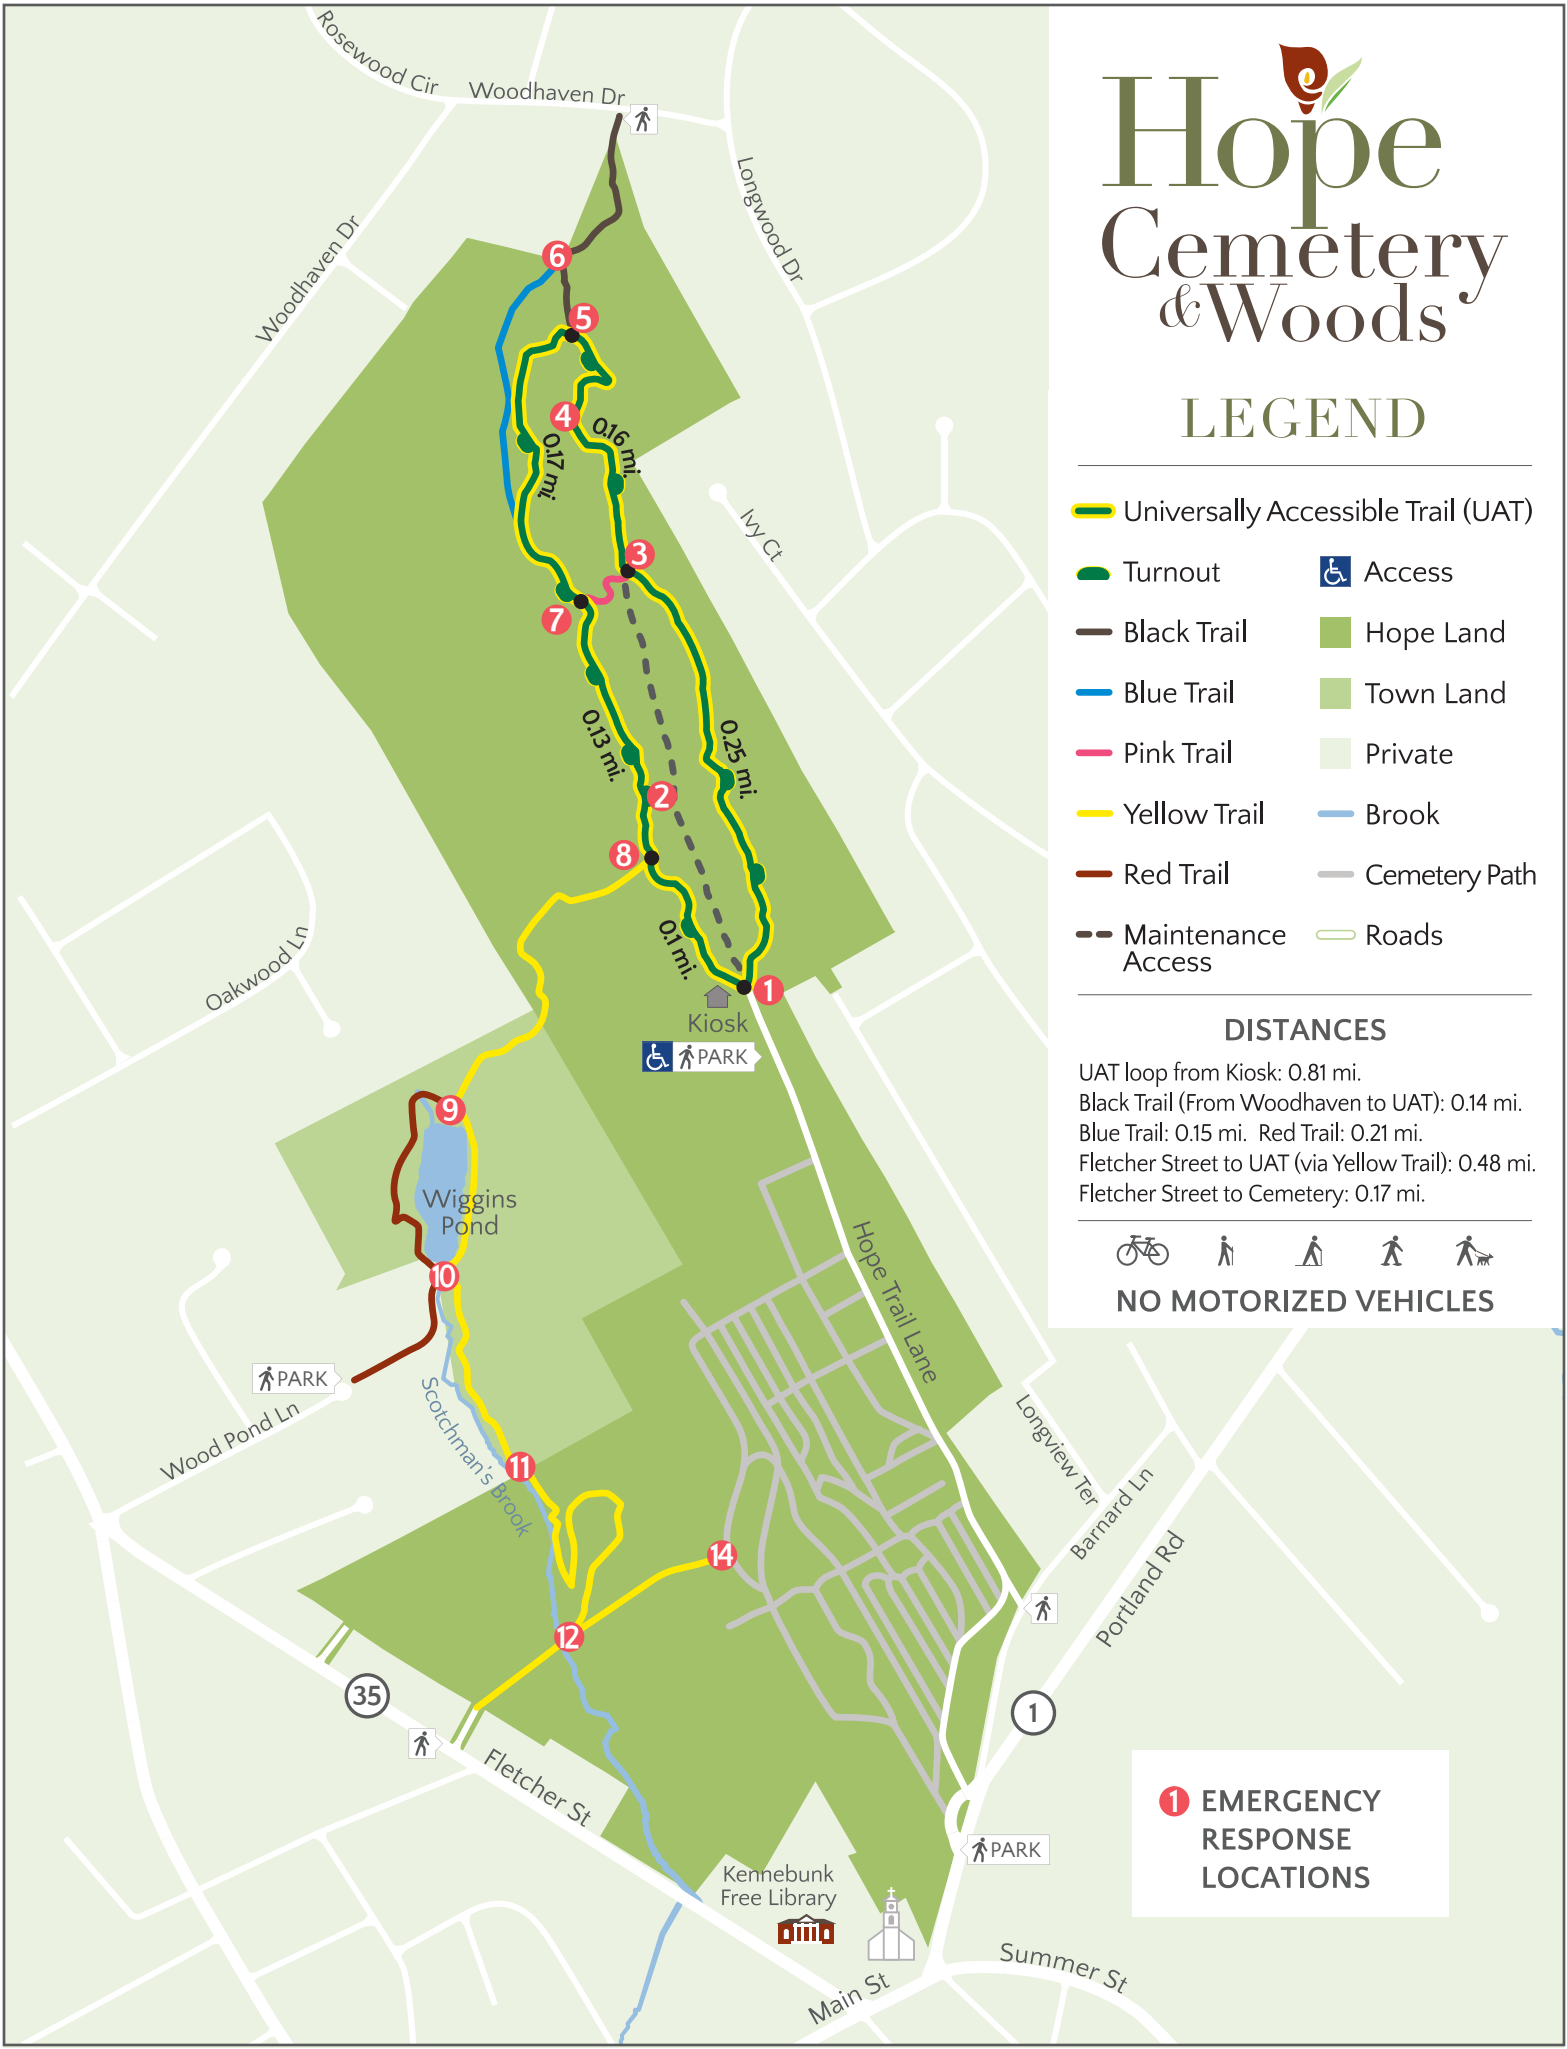 Rosewood Cir
Woodhaven Dr
Longwood Dr
Woodhaven Dr
6
5
4
0.16 mi.
0.17 mi.
Ivy Ct
3
7
0.13 mi.
0.25 mi.
2
8
0.1 mi.
Oakwood Ln
1
Kiosk
PARK
9
Wiggins
Pond
10
Hope Trail Lane
PARK
Wood Pond Ln
Scotchman's Brook
11
Longview Ter
Barnard Ln
Portland Rd
14
12
35
1
Fletcher St
PARK
Kennebunk
Free Library
Main St
Summer St
Hope
Cemetery
&Woods
LEGEND
Universally Accessible Trail (UAT)
Turnout
Access
Black Trail
Hope Land
Blue Trail
Town Land
Pink Trail
Private
Yellow Trail
Brook
Red Trail
Cemetery Path
Maintenance
Access
Roads
DISTANCES
UAT loop from Kiosk: 0.81 mi.
Black Trail (From Woodhaven to UAT): 0.14 mi.
Blue Trail: 0.15 mi. Red Trail: 0.21 mi.
Fletcher Street to UAT (via Yellow Trail): 0.48 mi.
Fletcher Street to Cemetery: 0.17 mi.
NO MOTORIZED VEHICLES
1 EMERGENCY
RESPONSE
LOCATIONS